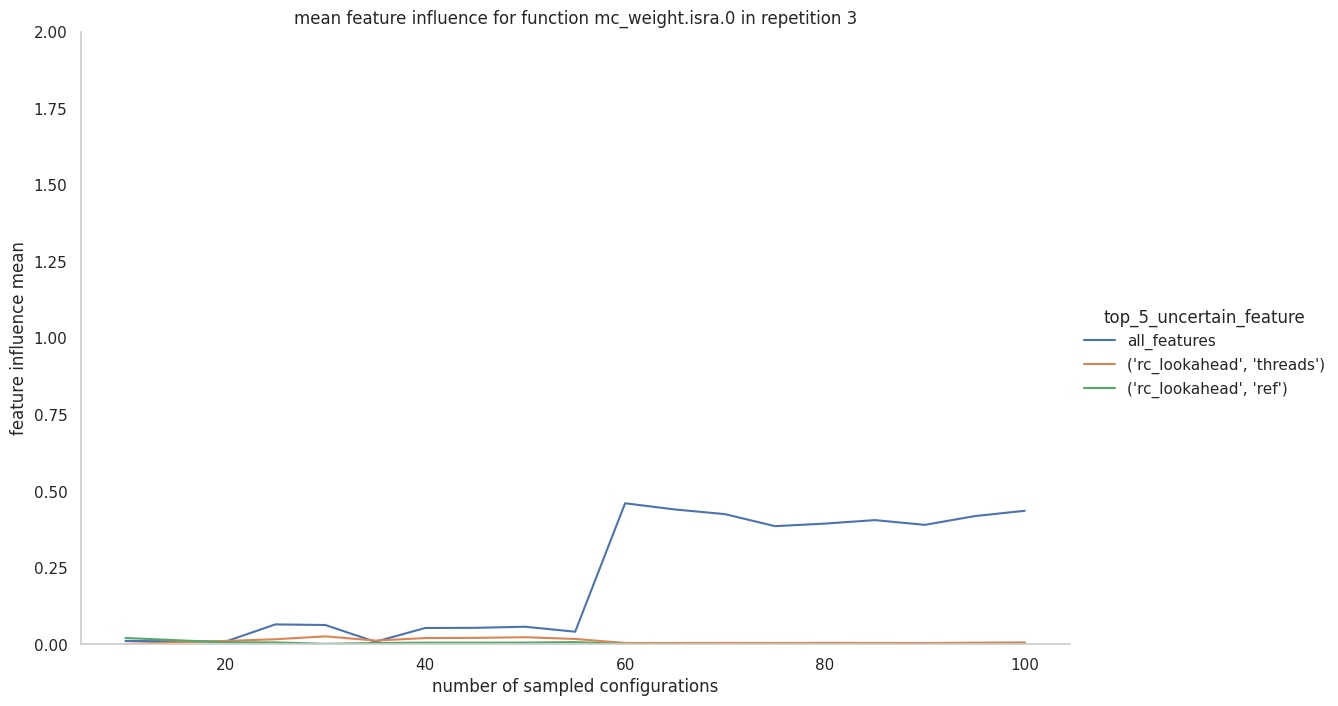 mean feature influence for function mc_weight.isra.0 in repetition 3
2.00
1.75
1.50
1.25
1.00
0.75
0.50
0.25
0.00
feature influence mean
20
40
60
80
100
number of sampled configurations
top_5_uncertain_feature
all_features
('rc_lookahead', 'threads')
('rc_lookahead', 'ref')